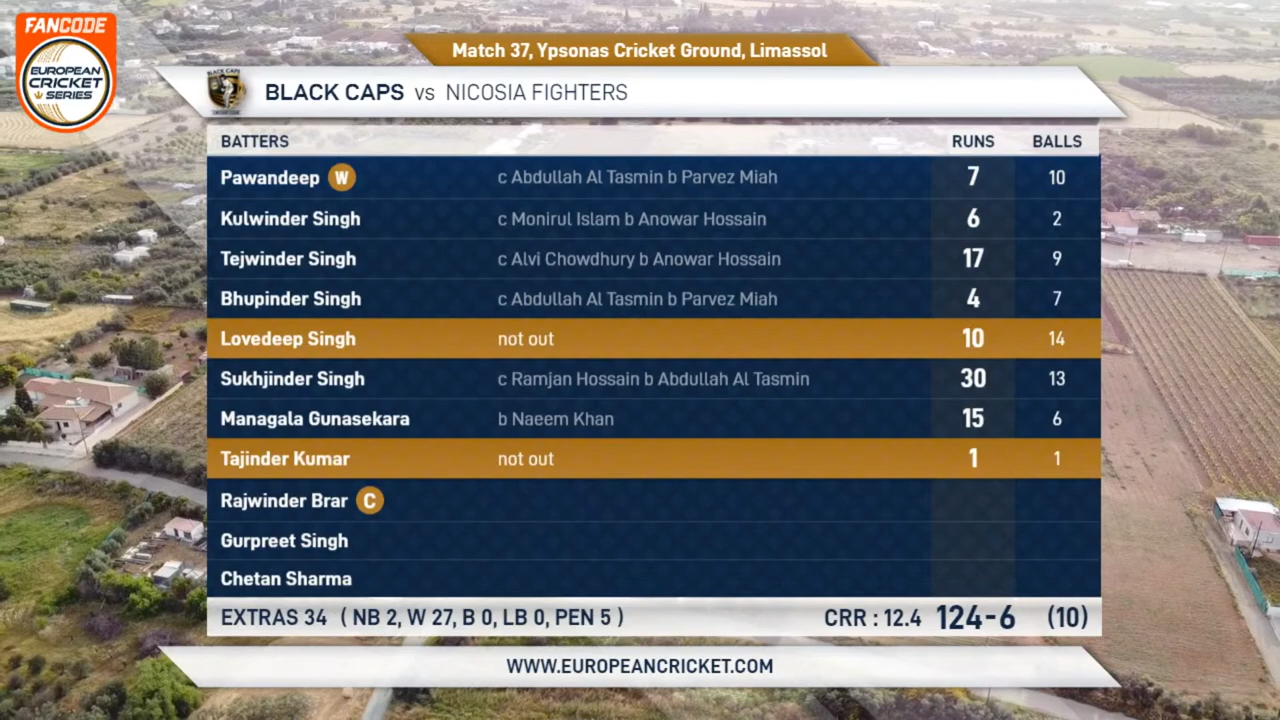 FANCODE
EUROPEAN
CRICKET
SERIES
Match 37, Ypsonas Cricket Ground, Limassol
BLACK CAPS
BLACK CAPS vs NICOSIA FIGHTERS
BATTERS RUNS BALLS
Pawandeep W c Abdullah Al Tasmin b Parvez Miah 7 10
Kulwinder Singh c Monirul Islam b Anowar Hossain 6 2
Tejwinder Singh c Alvi Chowdhury b Anowar Hossain 17 9
Bhupinder Singh c Abdullah Al Tasmin b Parvez Miah 4 7
Lovedeep Singh not out 10 14
Sukhjinder Singh c Ramjan Hossain b Abdullah Al Tasmin 30 13
Managala Gunasekara b Naeem Khan 15 6
Tajinder Kumar not out 1 1
Rajwinder Brar C
Gurpreet Singh
Chetan Sharma
EXTRAS 34 ( NB 2, W 27, B 0, LB 0, PEN 5 ) CRR : 12.4 124-6 (10)
WWW.EUROPEANCRICKET.COM